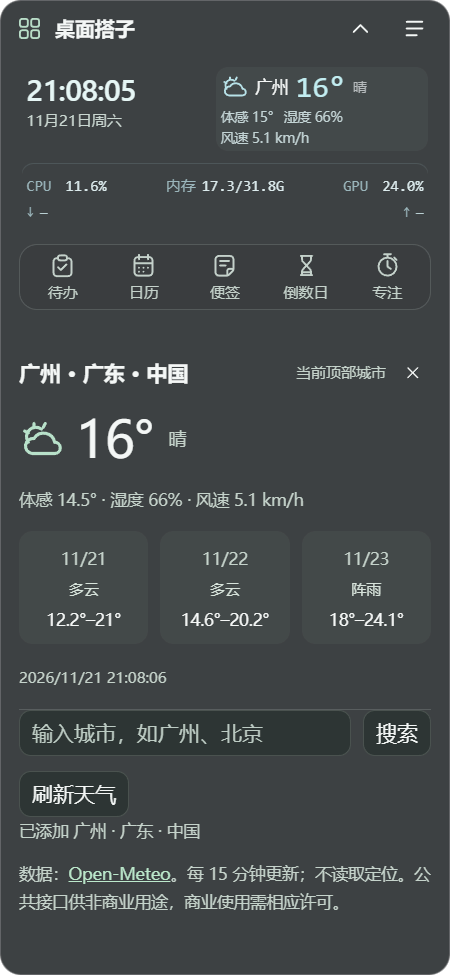 桌面搭子
21:08:05
11月21日周六
广州 16° 晴
体感 15° 湿度 66%
风速 5.1 km/h
CPU 11.6% 内存 17.3/31.8G GPU 24.0%
↓ – ↑ –
待办 日历 便签 倒数日 专注
广州 • 广东 • 中国 当前顶部城市 ×
16° 晴
体感 14.5° · 湿度 66% · 风速 5.1 km/h
11/21 11/22 11/23
多云 多云 阵雨
12.2°–21° 14.6°–20.2° 18°–24.1°
2026/11/21 21:08:06
输入城市，如广州、北京 搜索
刷新天气
已添加 广州 · 广东 · 中国
数据：Open-Meteo。每 15 分钟更新；不读取定位。公
共接口供非商业用途，商业使用需相应许可。